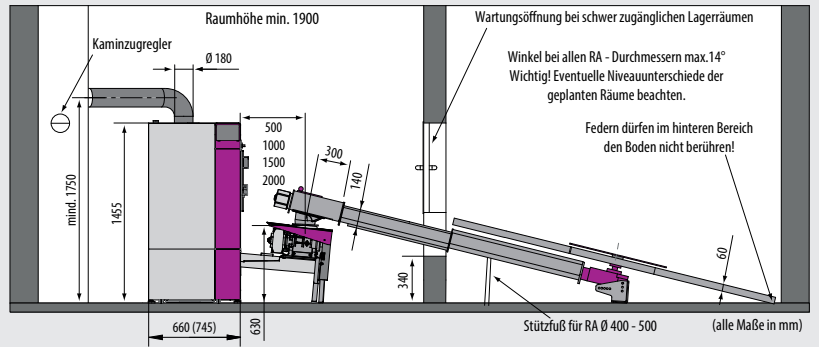 Raumhöhe min. 1900
Wartungsöffnung bei schwer zugänglichen Lagerräumen
Kaminzugregler
Ø 180
Winkel bei allen RA - Durchmessern max.14°
Wichtig! Eventuelle Niveauunterschiede der
geplanten Räume beachten.
Federn dürfen im hinteren Bereich
den Boden nicht berühren!
500
1000
1500
2000
300
140
mind. 1750
1455
340
60
630
660 (745)
Stützfuß für RA Ø 400 - 500
(alle Maße in mm)